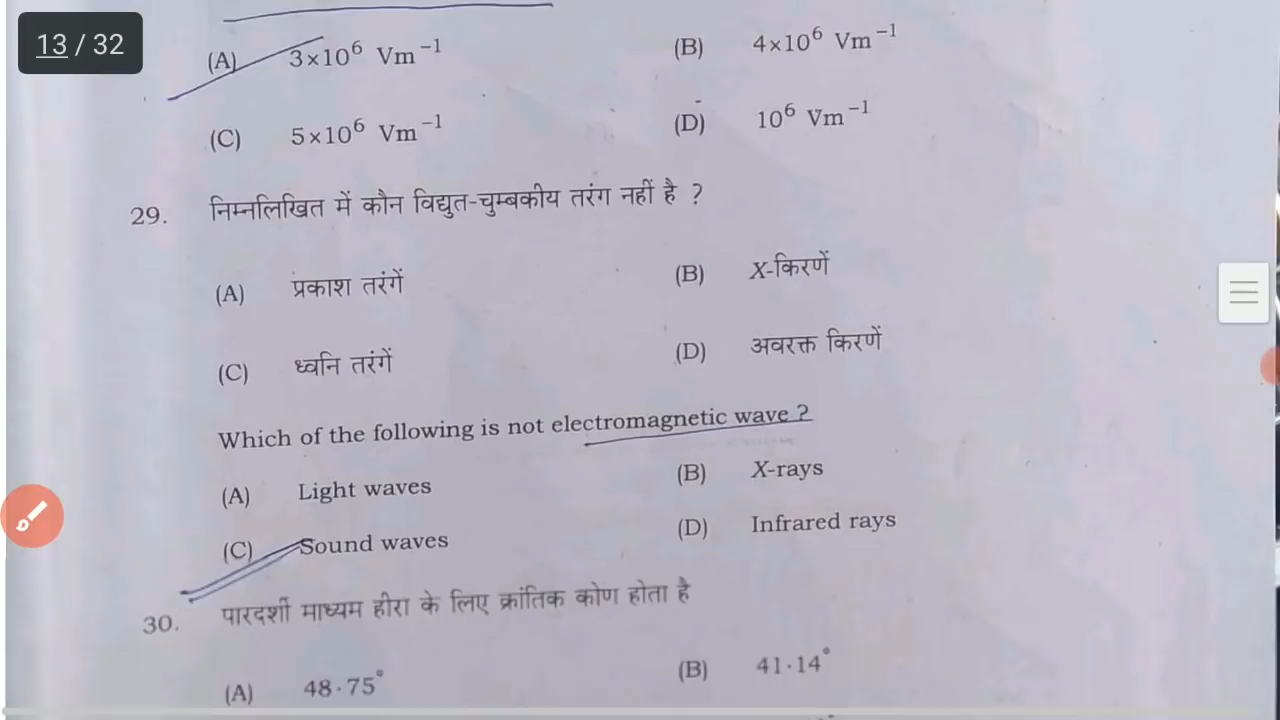 13 / 32
(A) 3×10⁶ Vm⁻¹ (B) 4×10⁶ Vm⁻¹
(C) 5×10⁶ Vm⁻¹ (D) 10⁶ Vm⁻¹
29. निम्नलिखित में कौन विद्युत-चुम्बकीय तरंग नहीं है ?
(A) प्रकाश तरंगें (B) X-किरणें
(C) ध्वनि तरंगें (D) अवरक्त किरणें
Which of the following is not electromagnetic wave ?
(A) Light waves (B) X-rays
(C) Sound waves (D) Infrared rays
30. पारदर्शी माध्यम हीरा के लिए क्रांतिक कोण होता है
(A) 48·75° (B) 41·14°